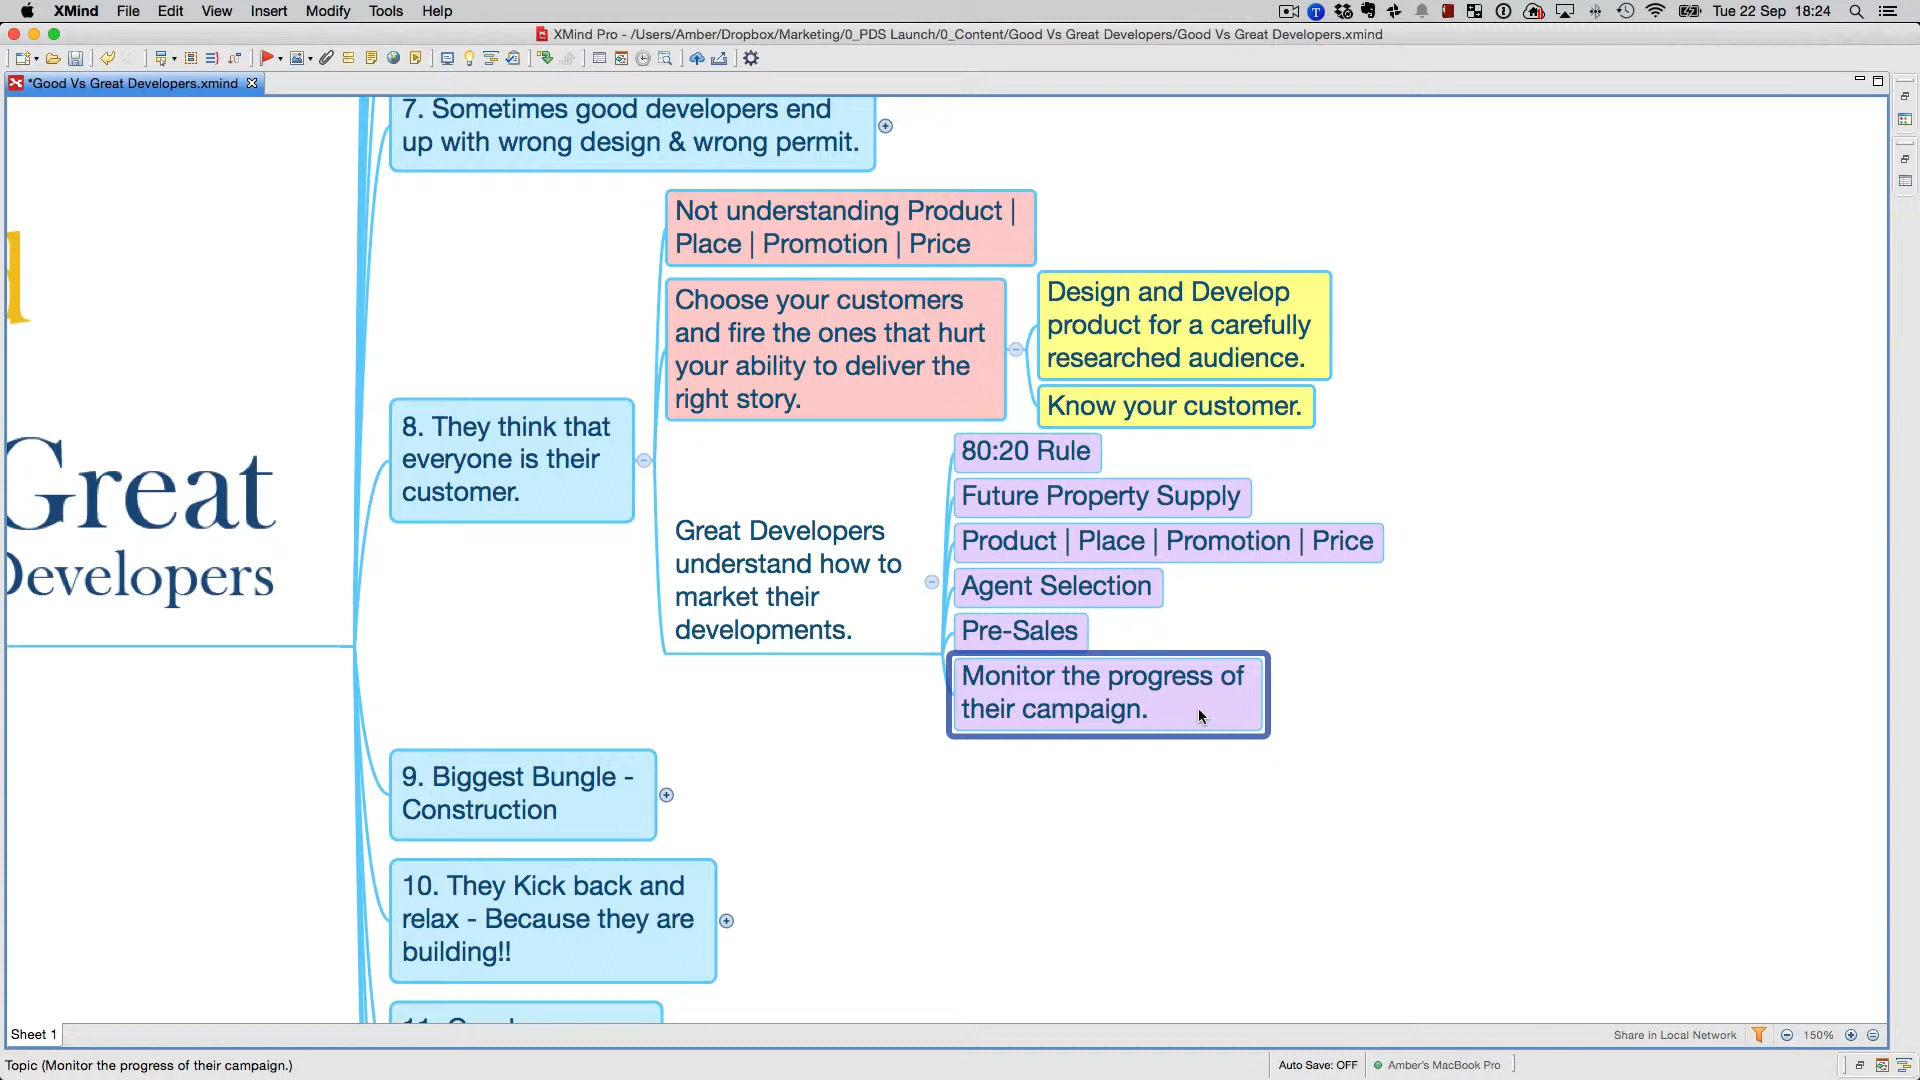 XMind File Edit View Insert Modify Tools Help
Tue 22 Sep 18:24
XMind Pro - /Users/Amber/Dropbox/Marketing/0_PDS Launch/0_Content/Good Vs Great Developers/Good Vs Great Developers.xmind
*Good Vs Great Developers.xmind
7. Sometimes good developers end
up with wrong design & wrong permit.
Not understanding Product |
Place | Promotion | Price
Choose your customers
and fire the ones that hurt
your ability to deliver the
right story.
Design and Develop
product for a carefully
researched audience.
Know your customer.
8. They think that
everyone is their
customer.
Great
Developers
Great Developers
understand how to
market their
developments.
80:20 Rule
Future Property Supply
Product | Place | Promotion | Price
Agent Selection
Pre-Sales
Monitor the progress of
their campaign.
9. Biggest Bungle -
Construction
10. They Kick back and
relax - Because they are
building!!
Sheet 1
Share in Local Network
150%
Topic (Monitor the progress of their campaign.)
Auto Save: OFF
Amber's MacBook Pro